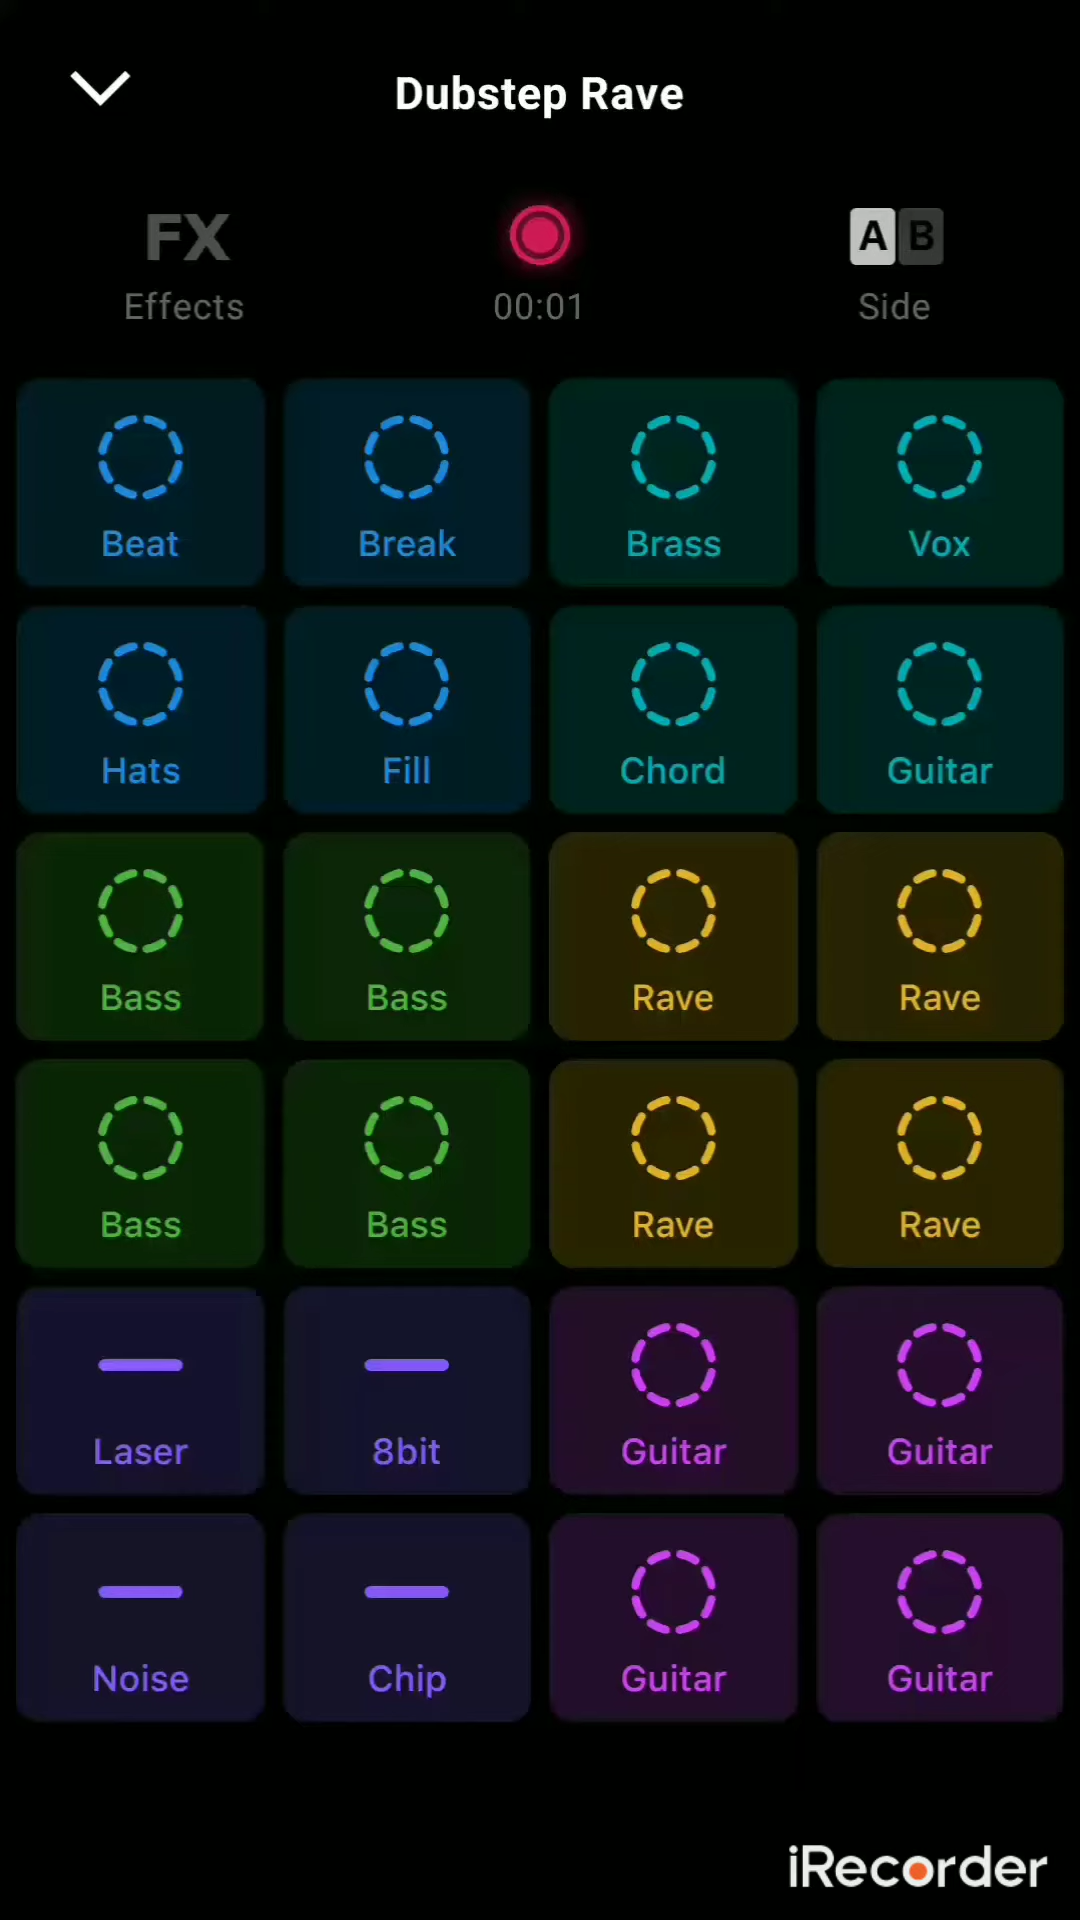 Dubstep Rave
FX
A B
Effects
00:01
Side
Beat
Break
Brass
Vox
Hats
Fill
Chord
Guitar
Bass
Bass
Rave
Rave
Bass
Bass
Rave
Rave
Laser
8bit
Guitar
Guitar
Noise
Chip
Guitar
Guitar
iRecorder